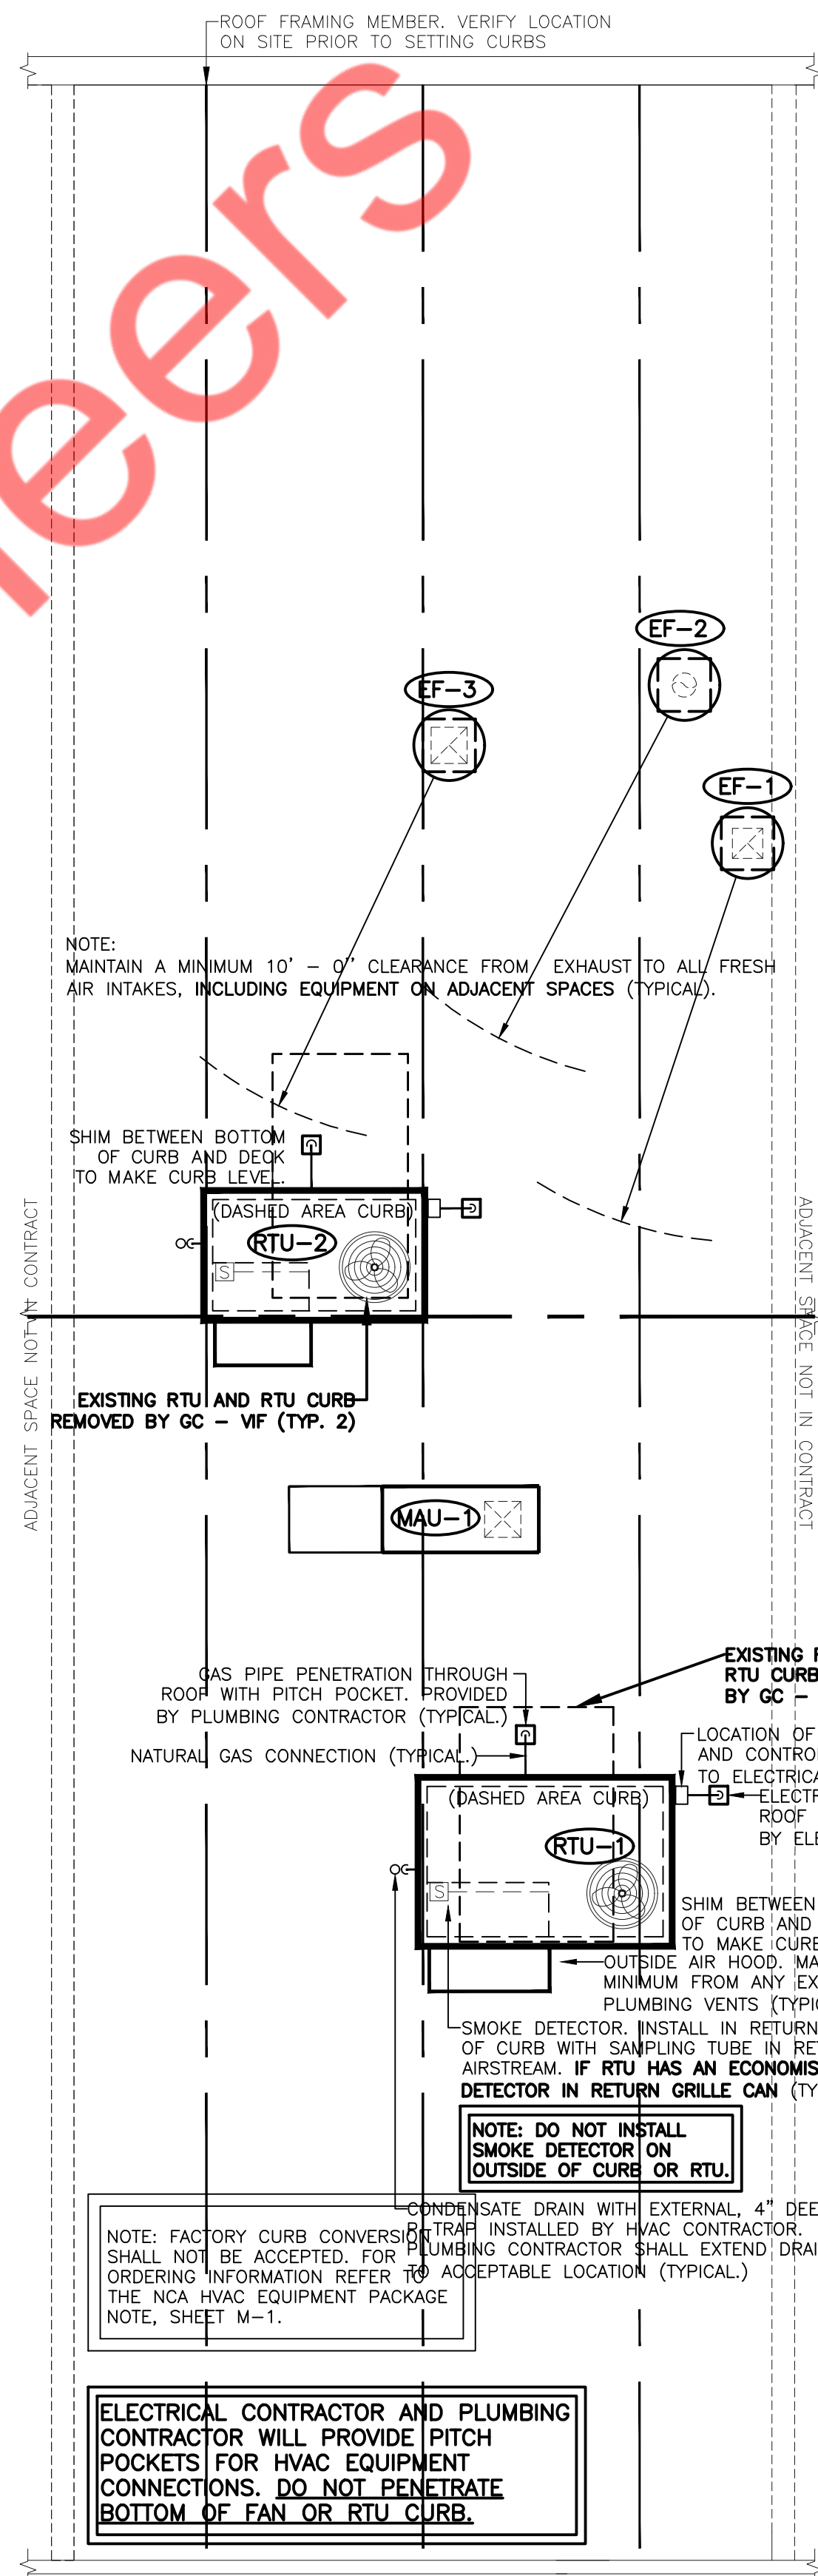 ROOF FRAMING MEMBER. VERIFY LOCATION
ON SITE PRIOR TO SETTING CURBS
eers
EF-2
EF-3
EF-1
NOTE:
MAINTAIN A MINIMUM 10' - 0" CLEARANCE FROM EXHAUST TO ALL FRESH
AIR INTAKES, INCLUDING EQUIPMENT ON ADJACENT SPACES (TYPICAL).
SHIM BETWEEN BOTTOM
OF CURB AND DECK
TO MAKE CURB LEVEL.
(DASHED AREA CURB)
RTU-2
S
ADJACENT SPACE NOT IN CONTRACT
ADJACENT SPACE NOT IN CONTRACT
EXISTING RTU AND RTU CURB
REMOVED BY GC - VIF (TYP. 2)
MAU-1
EXISTING
RTU CURB
BY GC -
GAS PIPE PENETRATION THROUGH
ROOF WITH PITCH POCKET. PROVIDED
BY PLUMBING CONTRACTOR (TYPICAL.)
NATURAL GAS CONNECTION (TYPICAL.)
LOCATION OF
AND CONTRO
TO ELECTRICA
ELECTR
ROOF
BY ELE
(DASHED AREA CURB)
RTU-1
S
SHIM BETWEEN
OF CURB AND
TO MAKE CURB
OUTSIDE AIR HOOD. MA
MINIMUM FROM ANY EX
PLUMBING VENTS (TYPIC
SMOKE DETECTOR. INSTALL IN RETURN
OF CURB WITH SAMPLING TUBE IN RET
AIRSTREAM. IF RTU HAS AN ECONOMIS
DETECTOR IN RETURN GRILLE CAN (TY
NOTE: DO NOT INSTALL
SMOKE DETECTOR ON
OUTSIDE OF CURB OR RTU.
CONDENSATE DRAIN WITH EXTERNAL, 4" DEE
P-TRAP INSTALLED BY HVAC CONTRACTOR.
PLUMBING CONTRACTOR SHALL EXTEND DRAI
TO ACCEPTABLE LOCATION (TYPICAL.)
NOTE: FACTORY CURB CONVERSION
SHALL NOT BE ACCEPTED. FOR
ORDERING INFORMATION REFER TO
THE NCA HVAC EQUIPMENT PACKAGE
NOTE, SHEET M-1.
ELECTRICAL CONTRACTOR AND PLUMBING
CONTRACTOR WILL PROVIDE PITCH
POCKETS FOR HVAC EQUIPMENT
CONNECTIONS. DO NOT PENETRATE
BOTTOM OF FAN OR RTU CURB.